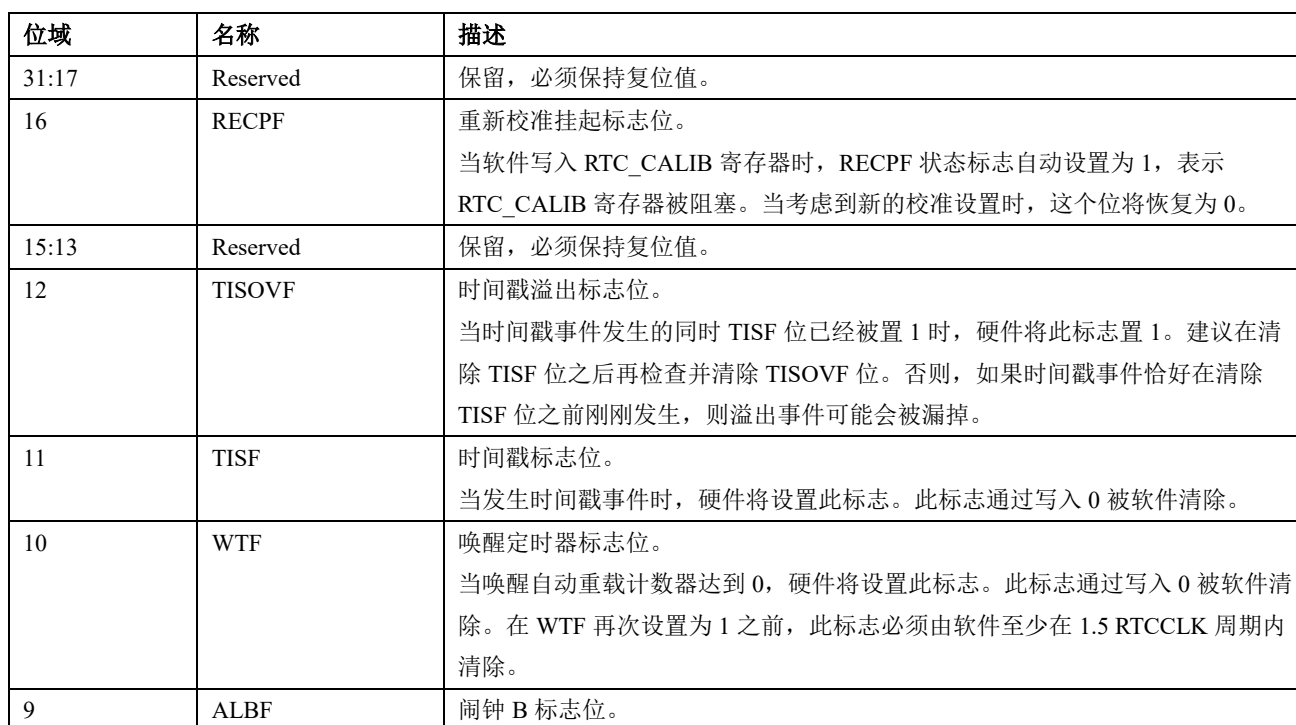 位域 名称 描述
31:17 Reserved 保留，必须保持复位值。
16 RECPF 重新校准挂起标志位。
当软件写入 RTC_CALIB 寄存器时，RECPF 状态标志自动设置为 1，表示
RTC_CALIB 寄存器被阻塞。当考虑到新的校准设置时，这个位将恢复为 0。
15:13 Reserved 保留，必须保持复位值。
12 TISOVF 时间戳溢出标志位。
当时间戳事件发生的同时 TISF 位已经被置 1 时，硬件将此标志置 1。建议在清
除 TISF 位之后再检查并清除 TISOVF 位。否则，如果时间戳事件恰好在清除
TISF 位之前刚刚发生，则溢出事件可能会被漏掉。
11 TISF 时间戳标志位。
当发生时间戳事件时，硬件将设置此标志。此标志通过写入 0 被软件清除。
10 WTF 唤醒定时器标志位。
当唤醒自动重载计数器达到 0，硬件将设置此标志。此标志通过写入 0 被软件清
除。在 WTF 再次设置为 1 之前，此标志必须由软件至少在 1.5 RTCCLK 周期内
清除。
9 ALBF 闹钟 B 标志位。